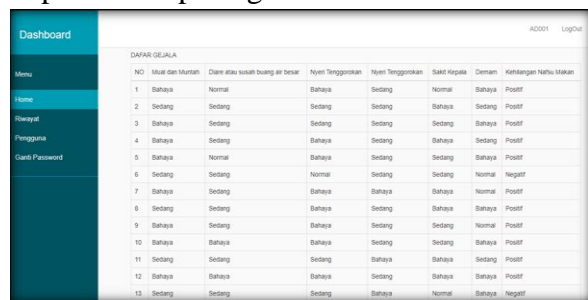 Dashboard
AD001 LogOut
DAFAR GEJALA
Menu
Home
Riwayat
Pengguna
Ganti Password
NO Mual dan Muntah Diare atau susah buang air besar Nyeri Tenggorokan Nyeri Tenggorokan Sakit Kepala Demam Kehilangan Nafsu Makan
1 Bahaya Normal Bahaya Sedang Normal Bahaya Positif
2 Sedang Sedang Sedang Sedang Bahaya Sedang Positif
3 Bahaya Sedang Sedang Sedang Sedang Bahaya Positif
4 Bahaya Sedang Bahaya Sedang Bahaya Sedang Positif
5 Bahaya Normal Bahaya Sedang Sedang Bahaya Positif
6 Sedang Sedang Normal Sedang Sedang Normal Negatif
7 Bahaya Sedang Bahaya Bahaya Bahaya Normal Positif
8 Sedang Sedang Bahaya Sedang Sedang Bahaya Positif
9 Bahaya Sedang Bahaya Sedang Sedang Normal Positif
10 Bahaya Bahaya Bahaya Sedang Sedang Bahaya Positif
11 Sedang Sedang Sedang Bahaya Bahaya Sedang Positif
12 Bahaya Bahaya Bahaya Sedang Bahaya Bahaya Positif
13 Sedang Sedang Sedang Bahaya Normal Bahaya Negatif